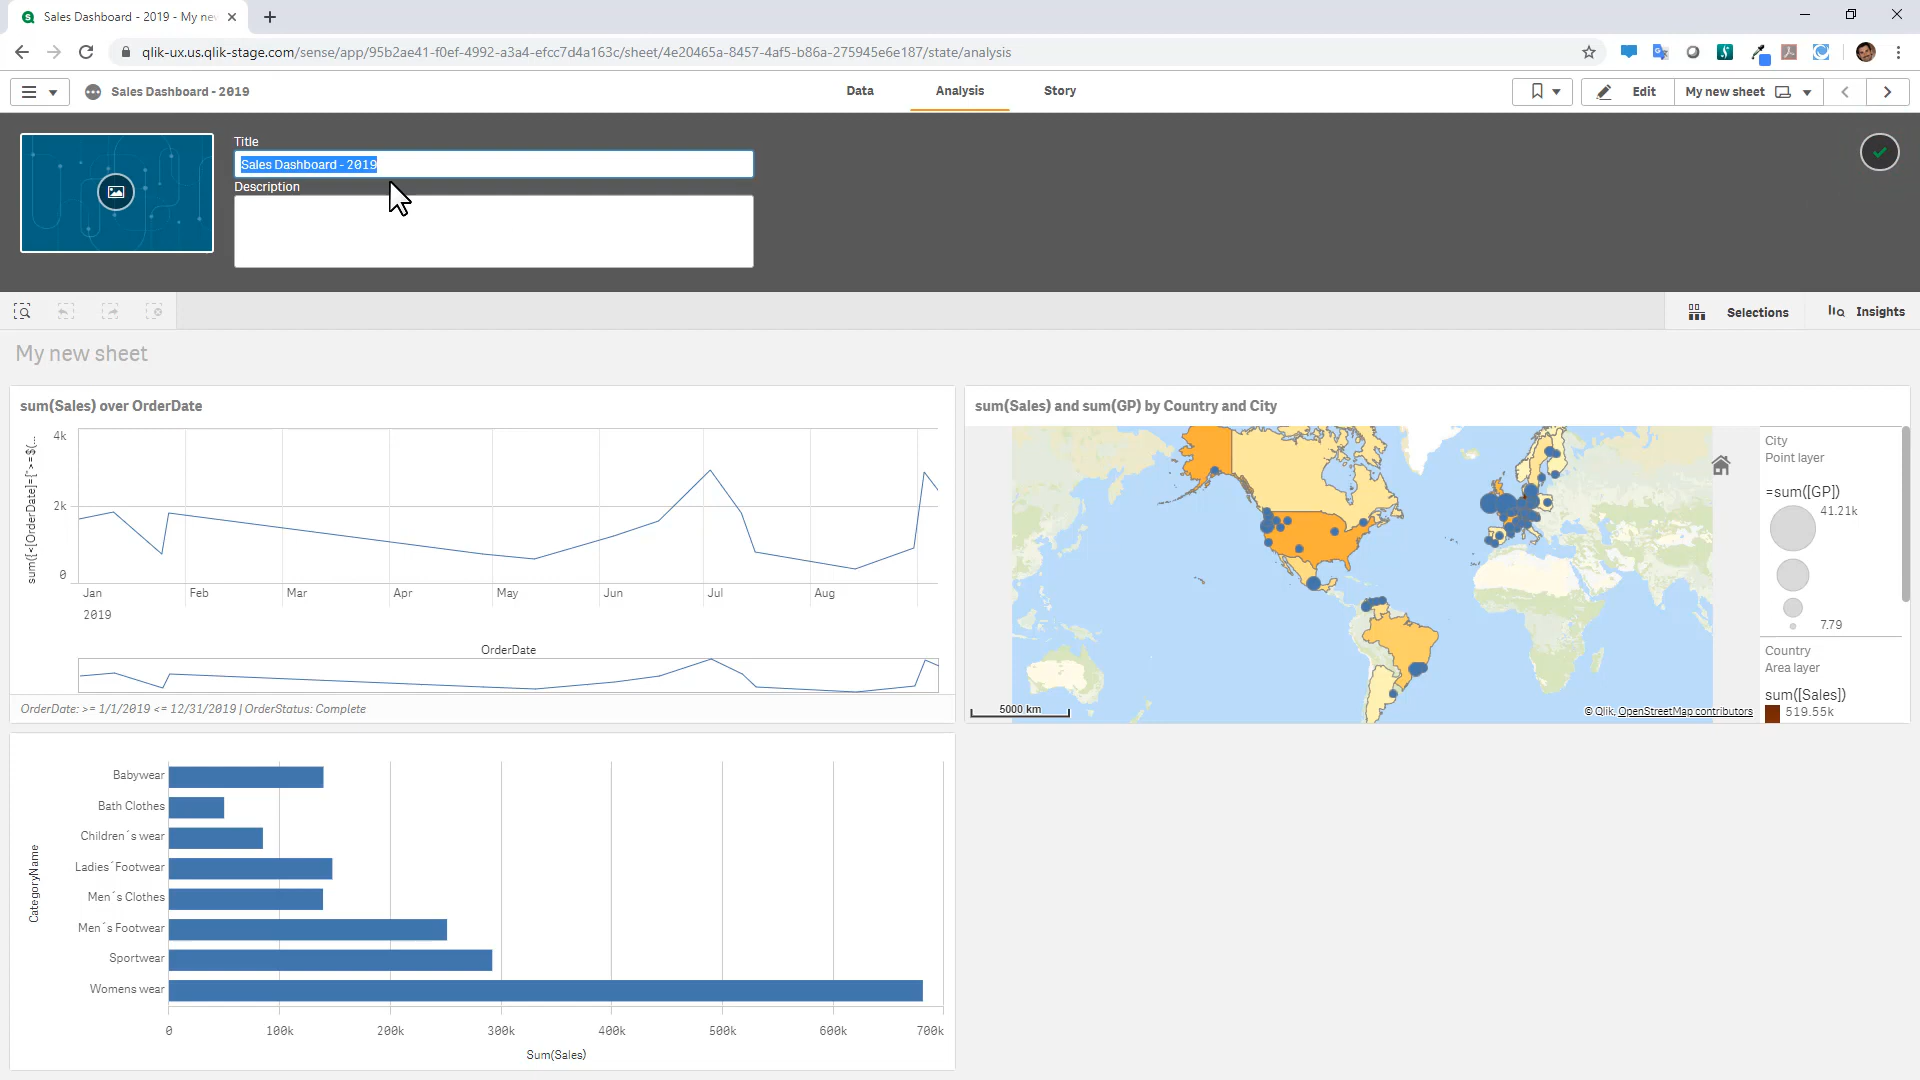 Sales Dashboard - 2019 - My new
qlik-ux.us.qlik-stage.com/sense/app/95b2ae41-f0ef-4992-a3a4-efcc7d4a163c/sheet/4e20465a-8457-4af5-b86a-275945e6e187/state/analysis
Sales Dashboard - 2019
Data
Analysis
Story
Edit
My new sheet
Title
Sales Dashboard - 2019
Description
Selections
Insights
My new sheet
sum(Sales) over OrderDate
sum([<[OrderDate]={">= $(...
4k
2k
0
Jan
Feb
Mar
Apr
May
Jun
Jul
Aug
2019
OrderDate
OrderDate: >= 1/1/2019 <= 12/31/2019 | OrderStatus: Complete
sum(Sales) and sum(GP) by Country and City
5000 km
© Qlik, OpenStreetMap contributors
City
Point layer
=sum([GP])
41.21k
7.79
Country
Area layer
sum([Sales])
519.55k
CategoryName
Babywear
Bath Clothes
Children´s wear
Ladies´Footwear
Men´s Clothes
Men´s Footwear
Sportwear
Womens wear
0
100k
200k
300k
400k
500k
600k
700k
Sum(Sales)